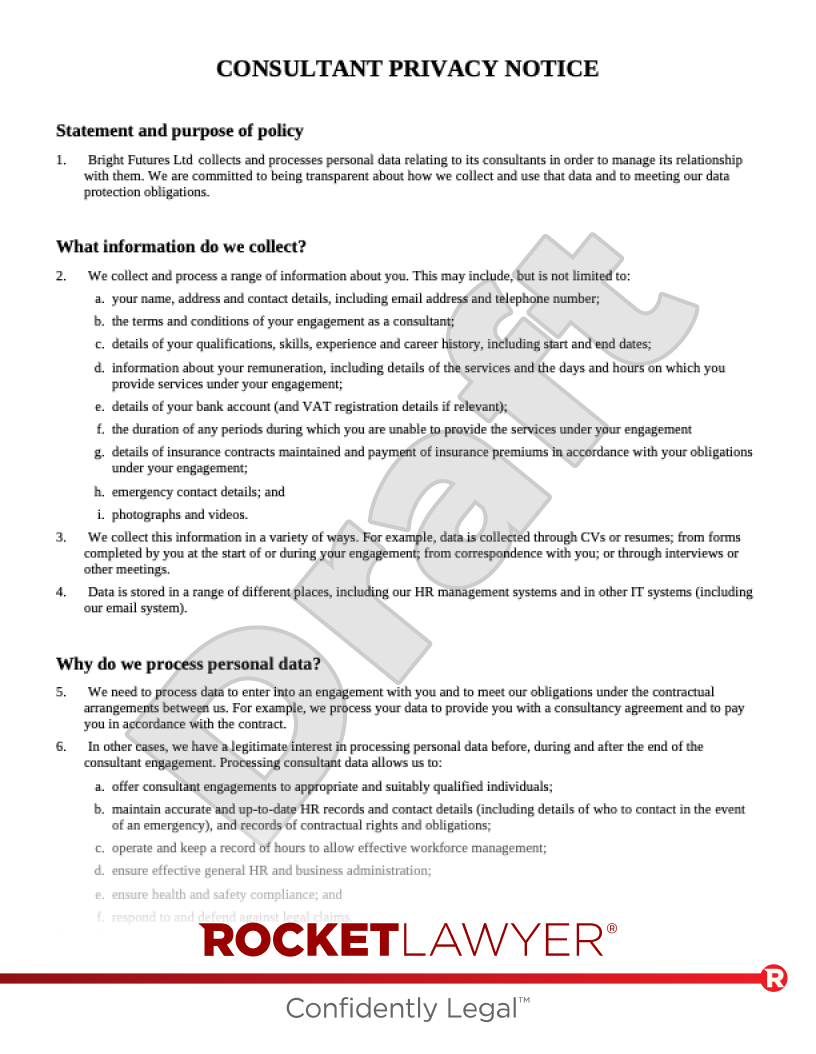 CONSULTANT PRIVACY NOTICE
Statement and purpose of policy
1. Bright Futures Ltd collects and processes personal data relating to its consultants in order to manage its relationship
with them. We are committed to being transparent about how we collect and use that data and to meeting our data
protection obligations.
What information do we collect?
2. We collect and process a range of information about you. This may include, but is not limited to:
a. your name, address and contact details, including email address and telephone number;
b. the terms and conditions of your engagement as a consultant;
c. details of your qualifications, skills, experience and career history, including start and end dates;
d. information about your remuneration, including details of the services and the days and hours on which you
provide services under your engagement;
e. details of your bank account (and VAT registration details if relevant);
f. the duration of any periods during which you are unable to provide the services under your engagement
g. details of insurance contracts maintained and payment of insurance premiums in accordance with your obligations
under your engagement;
h. emergency contact details; and
i. photographs and videos.
3. We collect this information in a variety of ways. For example, data is collected through CVs or resumes; from forms
completed by you at the start of or during your engagement; from correspondence with you; or through interviews or
other meetings.
4. Data is stored in a range of different places, including our HR management systems and in other IT systems (including
our email system).
Why do we process personal data?
5. We need to process data to enter into an engagement with you and to meet our obligations under the contractual
arrangements between us. For example, we process your data to provide you with a consultancy agreement and to pay
you in accordance with the contract.
6. In other cases, we have a legitimate interest in processing personal data before, during and after the end of the
consultant engagement. Processing consultant data allows us to:
a. offer consultant engagements to appropriate and suitably qualified individuals;
b. maintain accurate and up-to-date HR records and contact details (including details of who to contact in the event
of an emergency), and records of contractual rights and obligations;
c. operate and keep a record of hours to allow effective workforce management;
d. ensure effective general HR and business administration;
e. ensure health and safety compliance; and
f. respond to and defend against legal claims.
Draft
ROCKETLAWYER®
R
Confidently Legal™